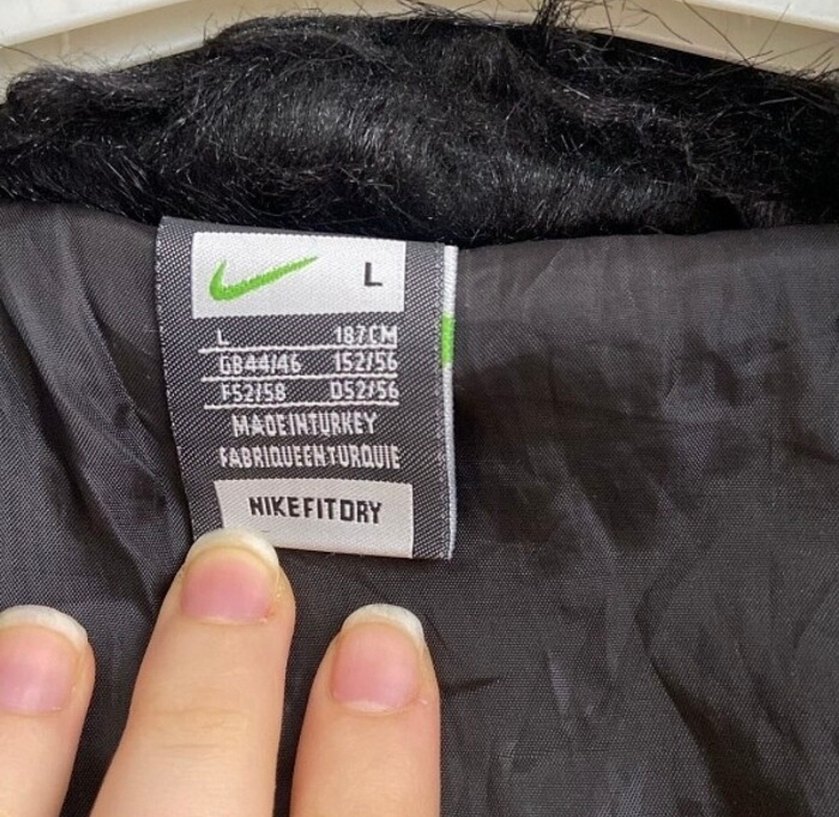 L
L 187CM
GB44/46 I52/56
F52/58 D52/56
MADEINTURKEY
FABRIQUEENTURQUIE
NIKEFITDRY